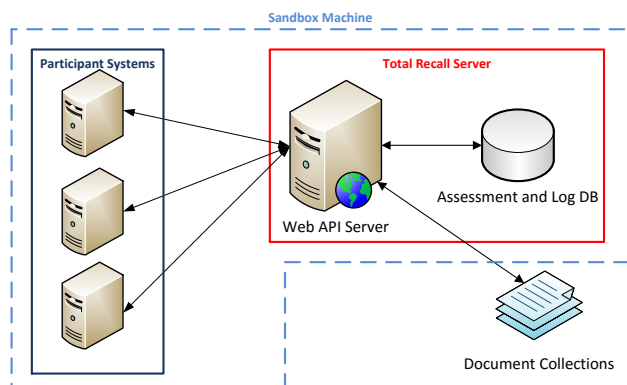 Sandbox Machine
Participant Systems
Total Recall Server
Web API Server
Assessment and Log DB
Document Collections